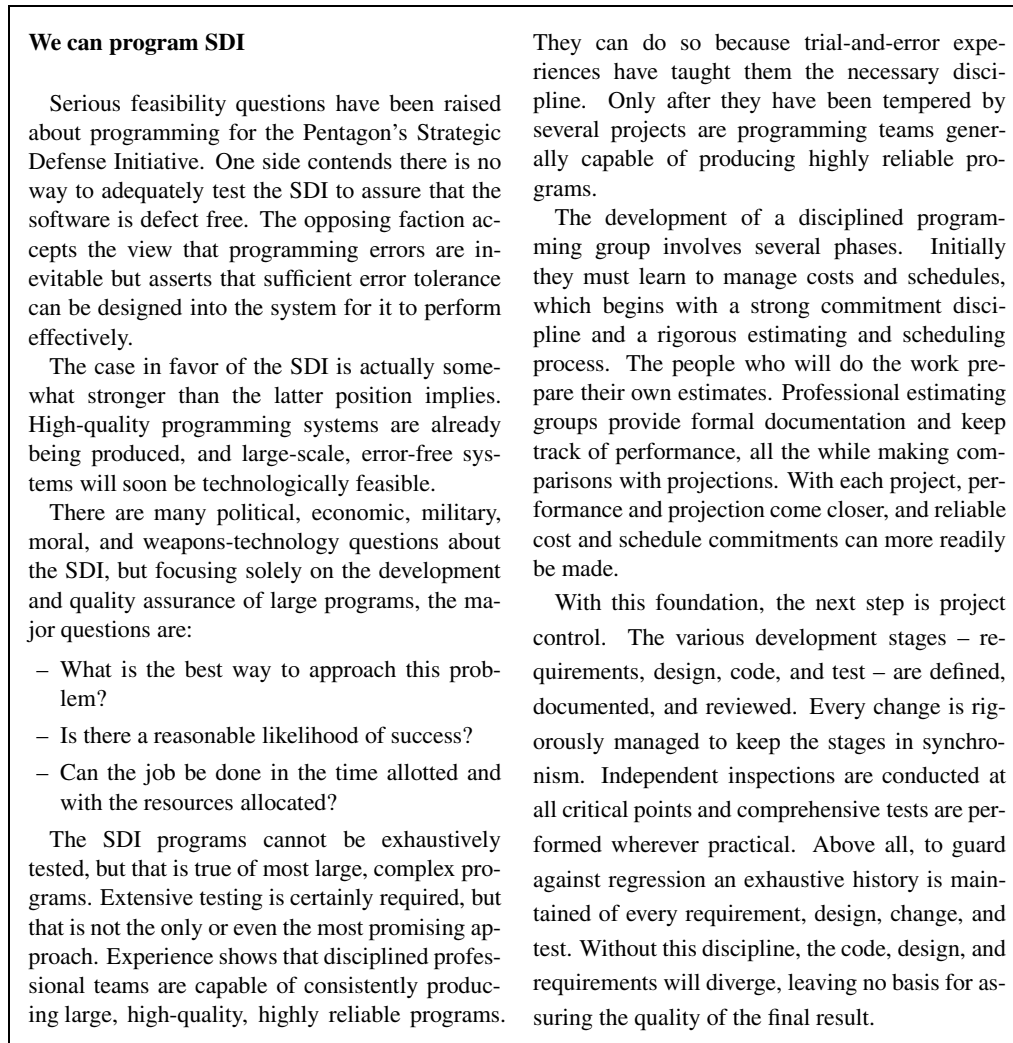 We can program SDI
Serious feasibility questions have been raised
about programming for the Pentagon's Strategic
Defense Initiative. One side contends there is no
way to adequately test the SDI to assure that the
software is defect free. The opposing faction ac-
cepts the view that programming errors are in-
evitable but asserts that sufficient error tolerance
can be designed into the system for it to perform
effectively.
The case in favor of the SDI is actually some-
what stronger than the latter position implies.
High-quality programming systems are already
being produced, and large-scale, error-free sys-
tems will soon be technologically feasible.
There are many political, economic, military,
moral, and weapons-technology questions about
the SDI, but focusing solely on the development
and quality assurance of large programs, the ma-
jor questions are:
– What is the best way to approach this prob-
lem?
– Is there a reasonable likelihood of success?
– Can the job be done in the time allotted and
with the resources allocated?
The SDI programs cannot be exhaustively
tested, but that is true of most large, complex pro-
grams. Extensive testing is certainly required, but
that is not the only or even the most promising ap-
proach. Experience shows that disciplined profes-
sional teams are capable of consistently produc-
ing large, high-quality, highly reliable programs.
They can do so because trial-and-error expe-
riences have taught them the necessary disci-
pline. Only after they have been tempered by
several projects are programming teams gener-
ally capable of producing highly reliable pro-
grams.
The development of a disciplined program-
ming group involves several phases. Initially
they must learn to manage costs and schedules,
which begins with a strong commitment disci-
pline and a rigorous estimating and scheduling
process. The people who will do the work pre-
pare their own estimates. Professional estimating
groups provide formal documentation and keep
track of performance, all the while making com-
parisons with projections. With each project, per-
formance and projection come closer, and reliable
cost and schedule commitments can more readily
be made.
With this foundation, the next step is project
control. The various development stages – re-
quirements, design, code, and test – are defined,
documented, and reviewed. Every change is rig-
orously managed to keep the stages in synchro-
nism. Independent inspections are conducted at
all critical points and comprehensive tests are per-
formed wherever practical. Above all, to guard
against regression an exhaustive history is main-
tained of every requirement, design, change, and
test. Without this discipline, the code, design, and
requirements will diverge, leaving no basis for as-
suring the quality of the final result.